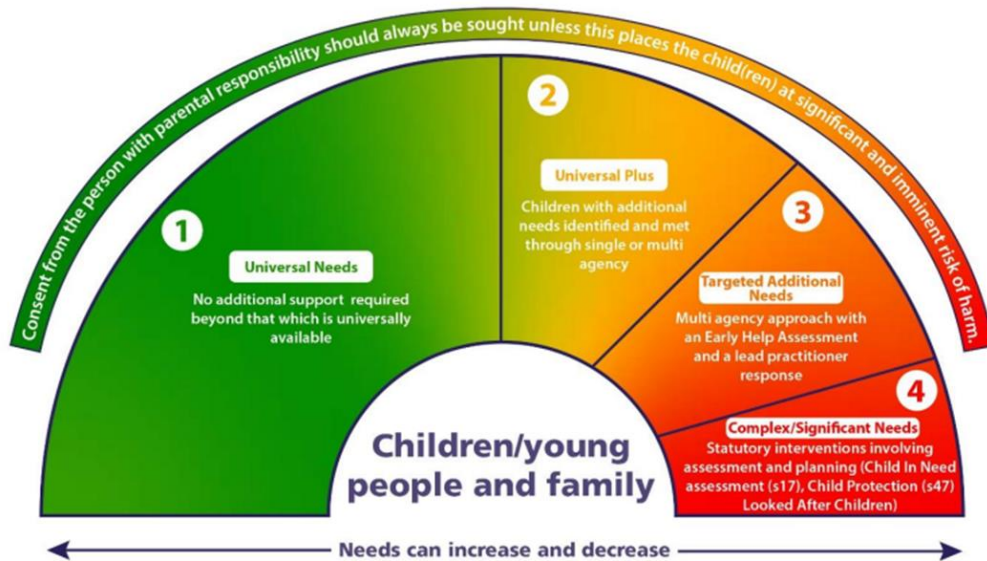 Consent from the person with parental responsibility should always be sought unless this places the child(ren) at significant and imminent risk of harm.
1
Universal Needs
No additional support required
beyond that which is universally
available
2
Universal Plus
Children with additional
needs identified and met
through single or multi
agency
3
Targeted Additional
Needs
Multi agency approach with
an Early Help Assessment
and a lead practitioner
response
4
Complex/Significant Needs
Statutory interventions involving
assessment and planning (Child In Need
assessment (s17), Child Protection (s47)
Looked After Children)
Children/young
people and family
Needs can increase and decrease